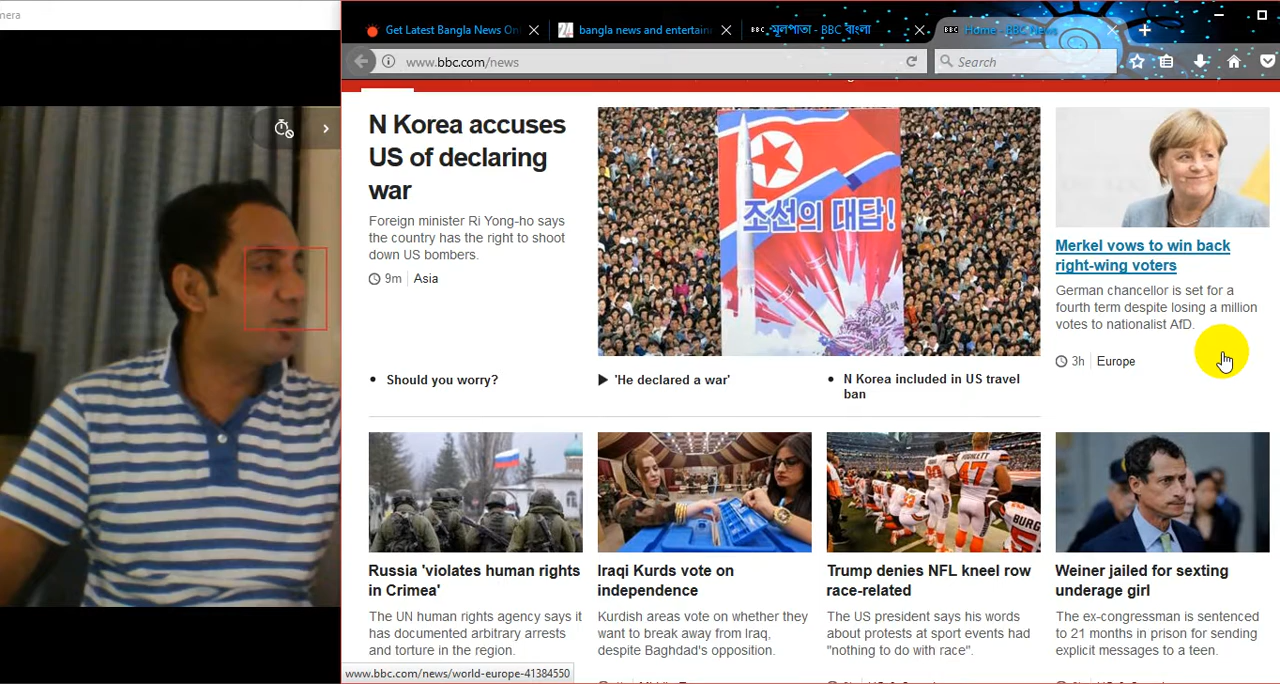 mera
Get Latest Bangla News On
bangla news and entertain
BBC মূলপাতা - BBC বাংলা
BBC Home - BBC News
www.bbc.com/news
Search
N Korea accuses
US of declaring
war
Foreign minister Ri Yong-ho says
the country has the right to shoot
down US bombers.
9m
Asia
조선의 대답!
Merkel vows to win back
right-wing voters
German chancellor is set for a
fourth term despite losing a million
votes to nationalist AfD.
3h
Europe
Should you worry?
'He declared a war'
N Korea included in US travel
ban
47
BURG
Russia 'violates human rights
in Crimea'
The UN human rights agency says it
has documented arbitrary arrests
and torture in the region.
Iraqi Kurds vote on
independence
Kurdish areas vote on whether they
want to break away from Iraq,
despite Baghdad's opposition.
Trump denies NFL kneel row
race-related
The US president says his words
about protests at sport events had
"nothing to do with race".
Weiner jailed for sexting
underage girl
The ex-congressman is sentenced
to 21 months in prison for sending
explicit messages to a teen.
www.bbc.com/news/world-europe-41384550